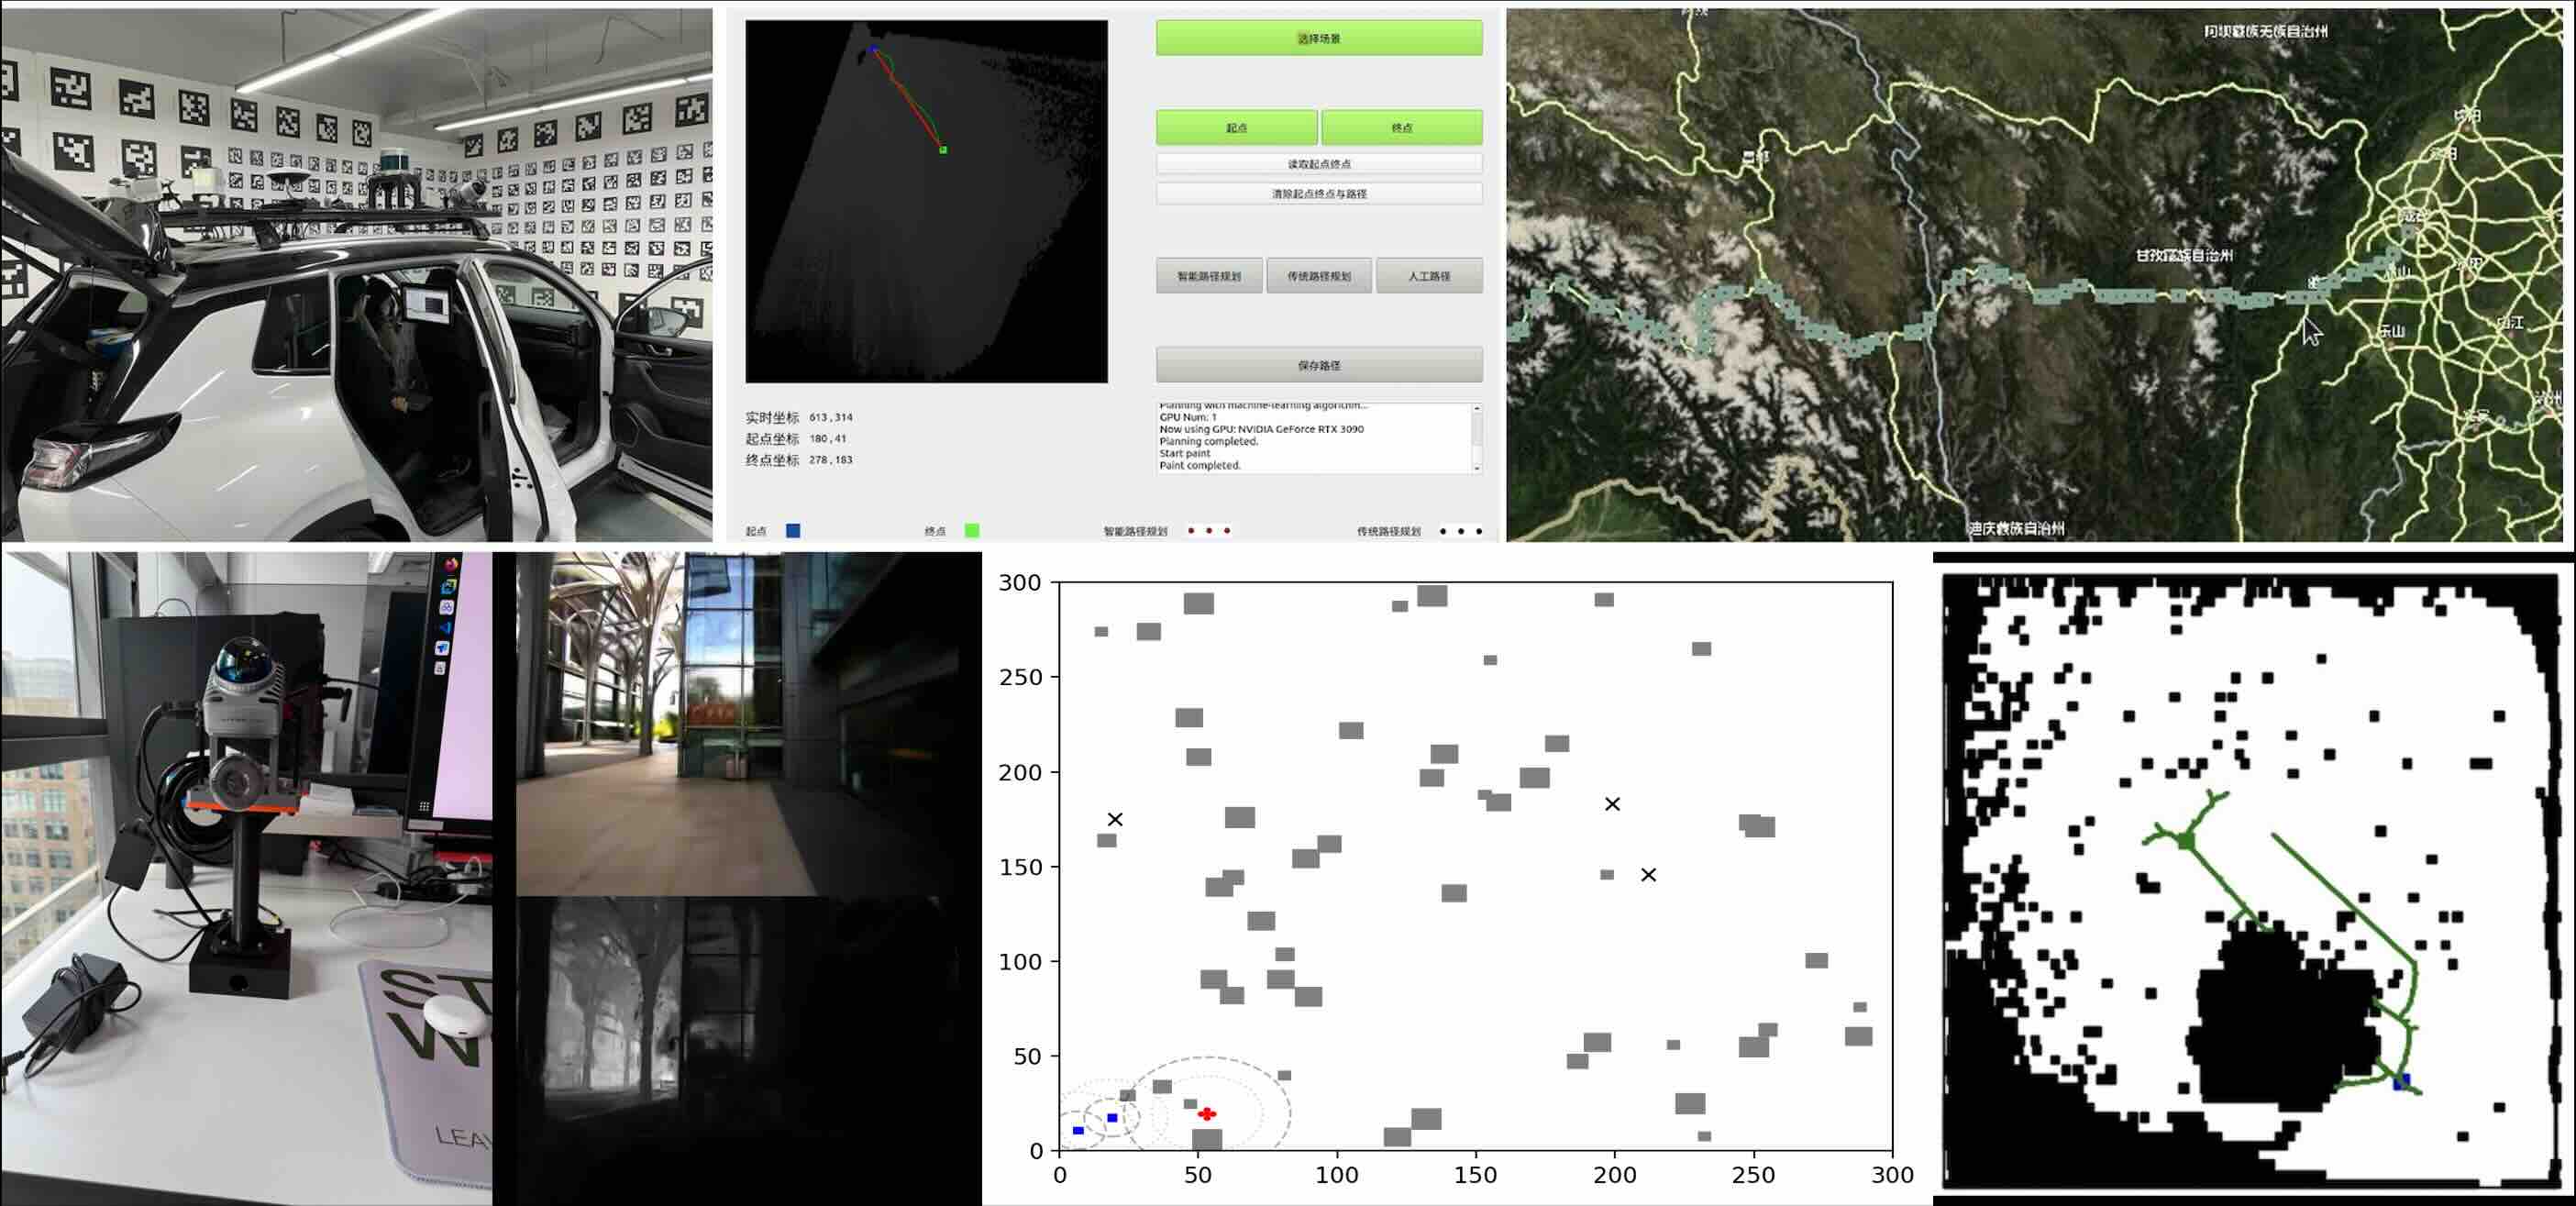 选择场景
起点
终点
读取起点终点
清除起点终点与路径
智能路径规划
传统路径规划
人工路径
保存路径
实时坐标 613,314
起点坐标 180,41
终点坐标 278,183
Planning with machine-learning algorithm...
GPU Num: 1
Now using GPU: NVIDIA GeForce RTX 3090
Planning completed.
Start paint
Paint completed.
起点
终点
智能路径规划
传统路径规划
阿坝藏族羌族自治州
甘孜藏族自治州
乐山
内江
迪庆藏族自治州
ST
W
LEA
300
250
200
150
100
50
0
0
50
100
150
200
250
300